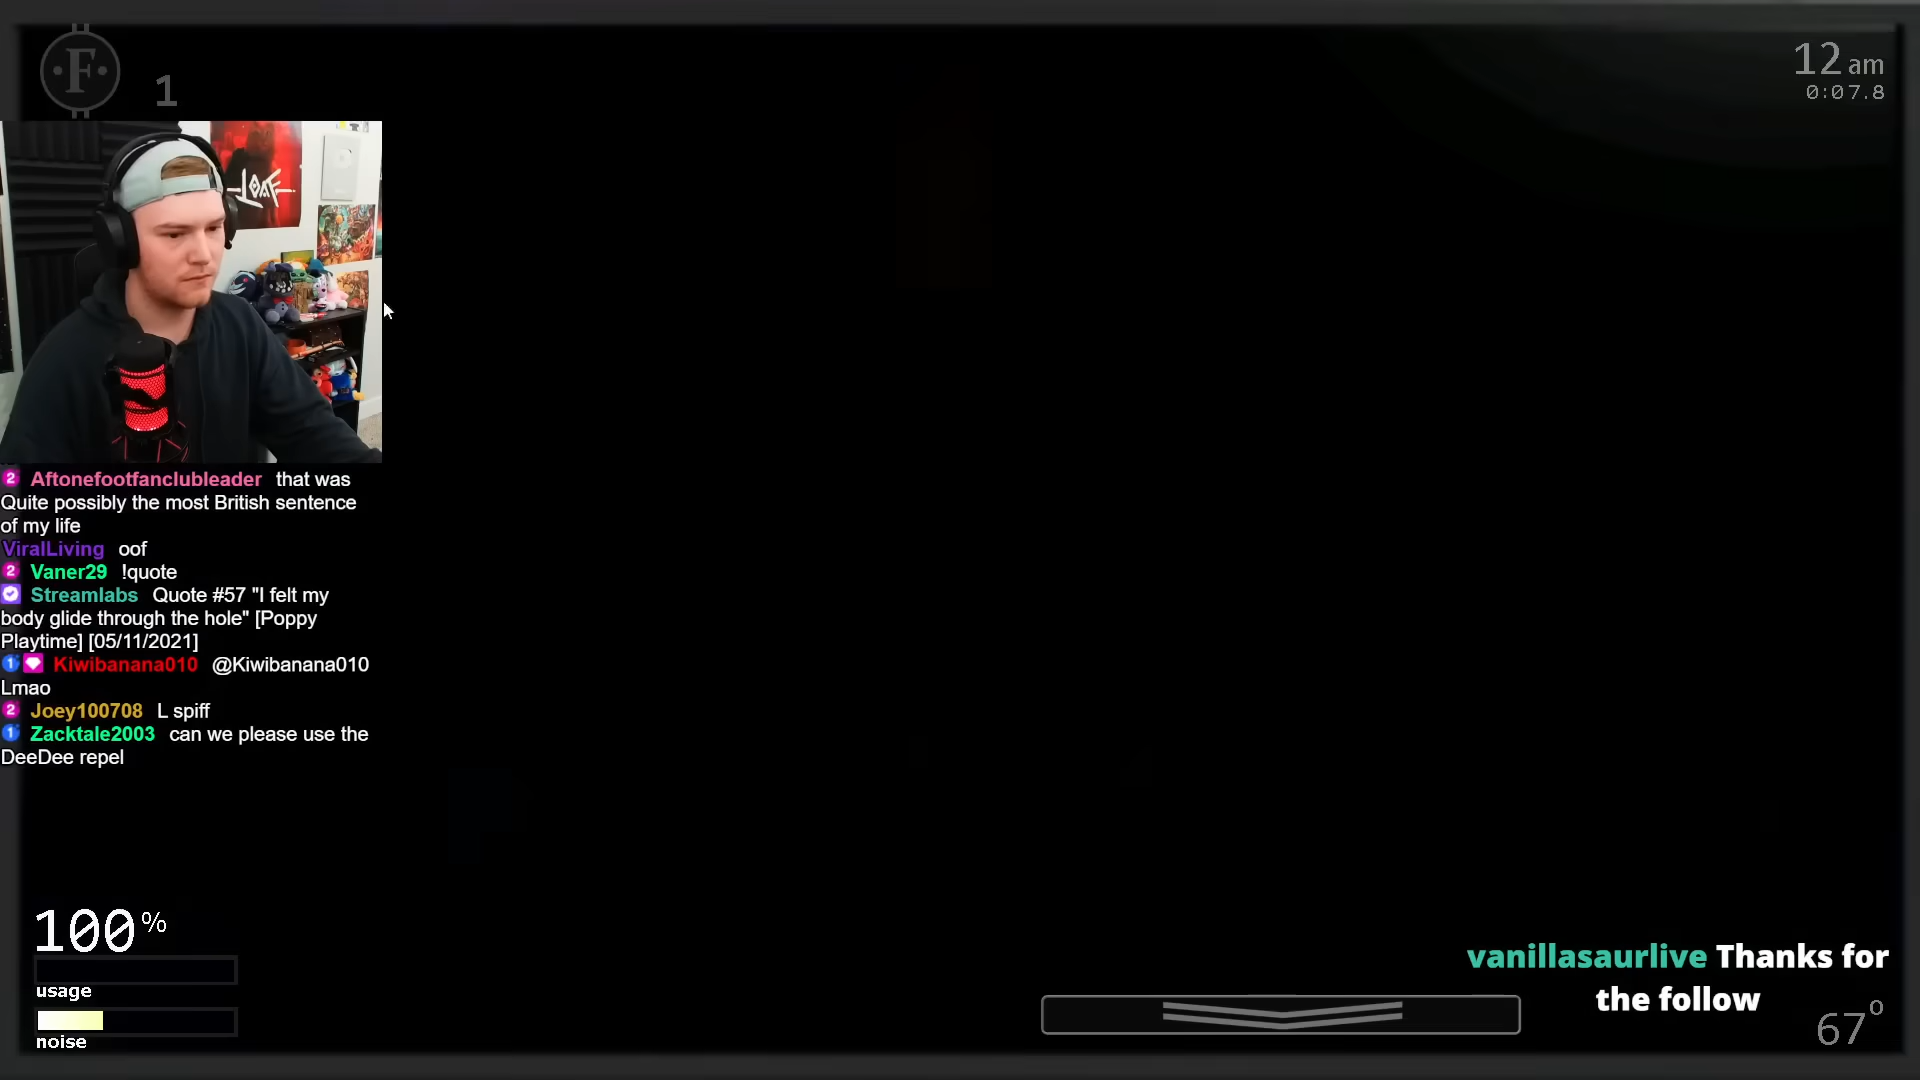 F
1
12 am
0:07.8
LOAF
Aftonefootfanclubleader that was
Quite possibly the most British sentence
of my life
ViralLiving oof
2 Vaner29 !quote
Streamlabs Quote #57 "I felt my
body glide through the hole" [Poppy
Playtime] [05/11/2021]
1 Kiwibanana010 @Kiwibanana010
Lmao
2 Joey100708 L spiff
1 Zacktale2003 can we please use the
DeeDee repel
100%
usage
noise
vanillasaurlive Thanks for
the follow
67°